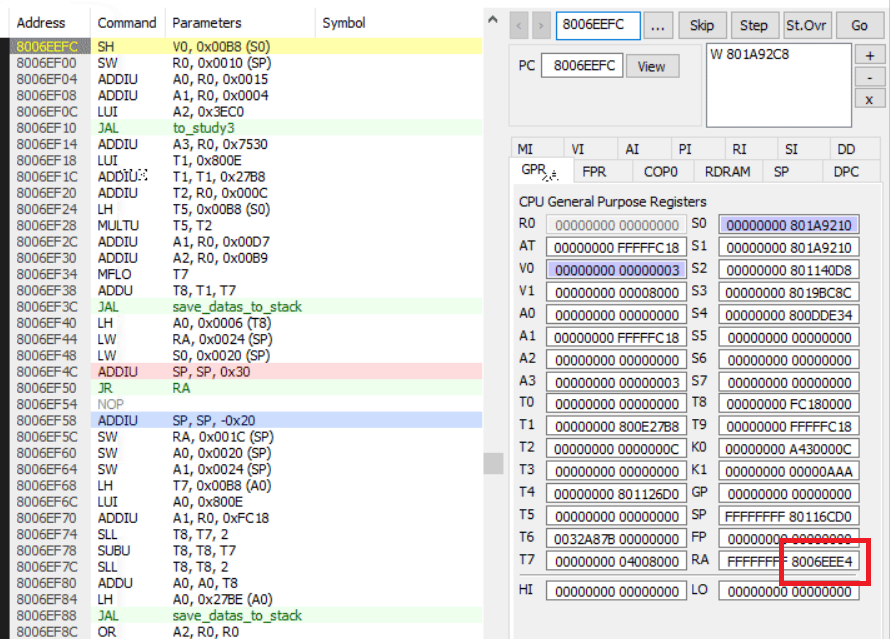 Address Command Parameters Symbol
8006EEFC SH V0, 0x00B8 (S0)
8006EF00 SW R0, 0x0010 (SP)
8006EF04 ADDIU A0, R0, 0x0015
8006EF08 ADDIU A1, R0, 0x0004
8006EF0C LUI A2, 0x3EC0
8006EF10 JAL to_study3
8006EF14 ADDIU A3, R0, 0x7530
8006EF18 LUI T1, 0x800E
8006EF1C ADDIU T1, T1, 0x27B8
8006EF20 ADDIU T2, R0, 0x000C
8006EF24 LH T5, 0x00B8 (S0)
8006EF28 MULTU T5, T2
8006EF2C ADDIU A1, R0, 0x00D7
8006EF30 ADDIU A2, R0, 0x00B9
8006EF34 MFLO T7
8006EF38 ADDU T8, T1, T7
8006EF3C JAL save_datas_to_stack
8006EF40 LH A0, 0x0006 (T8)
8006EF44 LW RA, 0x0024 (SP)
8006EF48 LW S0, 0x0020 (SP)
8006EF4C ADDIU SP, SP, 0x30
8006EF50 JR RA
8006EF54 NOP
8006EF58 ADDIU SP, SP, -0x20
8006EF5C SW RA, 0x001C (SP)
8006EF60 SW A0, 0x0020 (SP)
8006EF64 SW A1, 0x0024 (SP)
8006EF68 LH T7, 0x00B8 (A0)
8006EF6C LUI A0, 0x800E
8006EF70 ADDIU A1, R0, 0xFC18
8006EF74 SLL T8, T7, 2
8006EF78 SUBU T8, T8, T7
8006EF7C SLL T8, T8, 2
8006EF80 ADDU A0, A0, T8
8006EF84 LH A0, 0x27BE (A0)
8006EF88 JAL save_datas_to_stack
8006EF8C OR A2, R0, R0
< > 8006EEFC ... Skip Step St.Ovr Go
PC 8006EEFC View
W 801A92C8
+
-
x
MI VI AI PI RI SI DD
GPR FPR COP0 RDRAM SP DPC
CPU General Purpose Registers
R0 00000000 00000000 S0 00000000 801A9210
AT 00000000 FFFFFC18 S1 00000000 801A9210
V0 00000000 00000003 S2 00000000 801140D8
V1 00000000 00008000 S3 00000000 8019BC8C
A0 00000000 00000000 S4 00000000 800DDE34
A1 00000000 FFFFFC18 S5 00000000 00000000
A2 00000000 00000000 S6 00000000 00000000
A3 00000000 00000003 S7 00000000 00000000
T0 00000000 00000000 T8 00000000 FC180000
T1 00000000 800E27B8 T9 00000000 FFFFFC18
T2 00000000 0000000C K0 00000000 A430000C
T3 00000000 00000000 K1 00000000 00000AAA
T4 00000000 801126D0 GP 00000000 00000000
T5 00000000 00000000 SP FFFFFFFF 80116CD0
T6 0032A87B 00000000 FP 00000000 00000000
T7 00000000 04008000 RA FFFFFFFF 8006EEE4
HI 00000000 00000000 LO 00000000 00000000